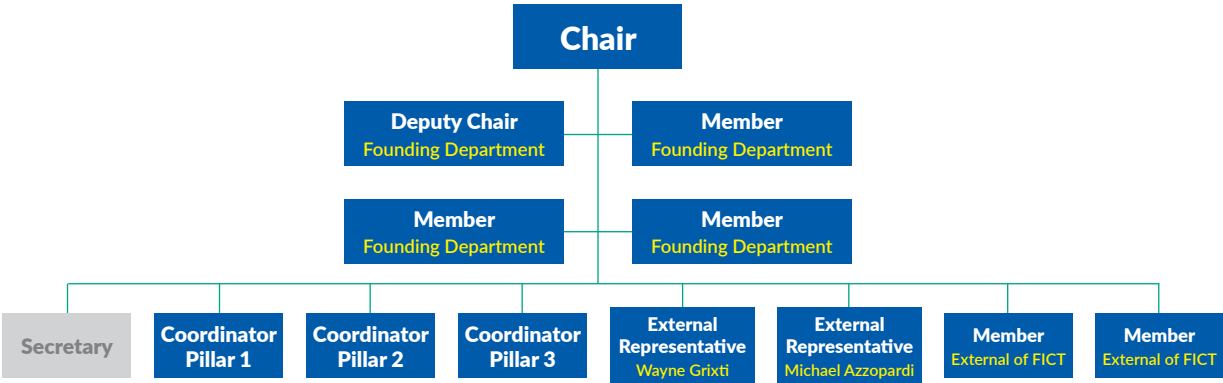 Chair
Deputy Chair
Founding Department
Member
Founding Department
Member
Founding Department
Member
Founding Department
Secretary
Coordinator
Pillar 1
Coordinator
Pillar 2
Coordinator
Pillar 3
External
Representative
Wayne Grixti
External
Representative
Michael Azzopardi
Member
External of FICT
Member
External of FICT